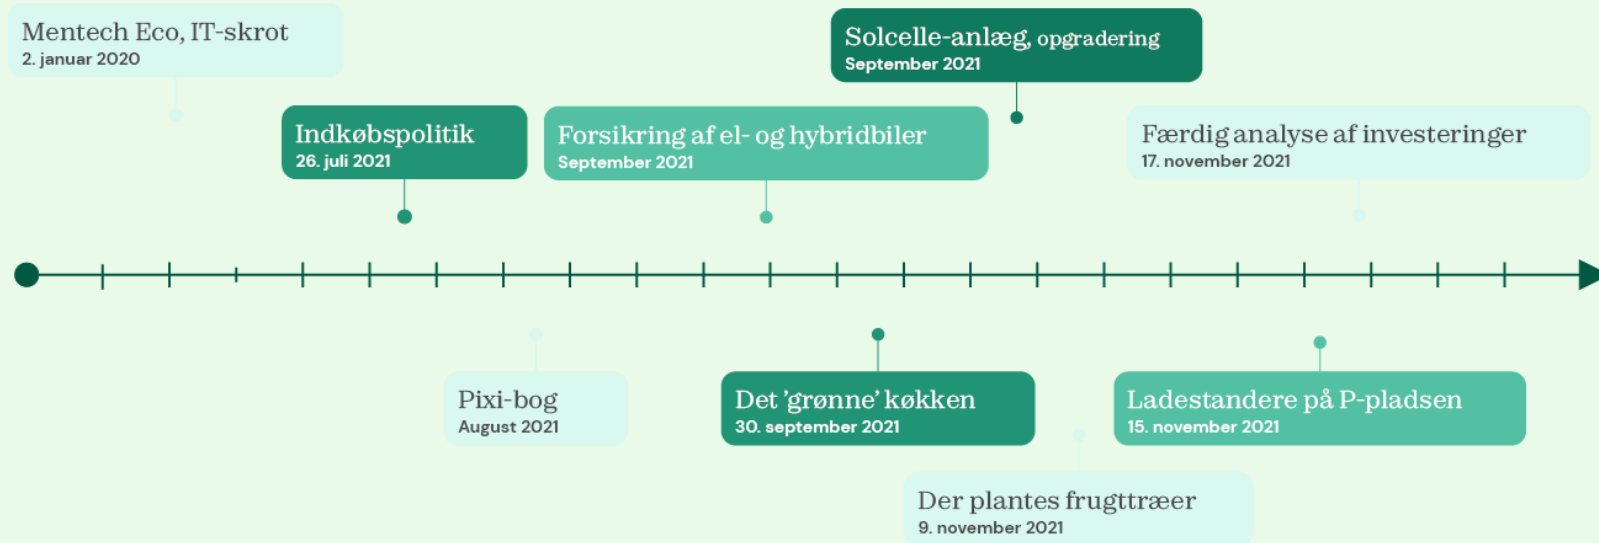 Mentech Eco, IT-skrot
2. januar 2020
Solcelle-anlæg, opgradering
September 2021
Indkøbspolitik
26. juli 2021
Forsikring af el- og hybridbiler
September 2021
Færdig analyse af investeringer
17. november 2021
Pixi-bog
August 2021
Det ’grønne’ køkken
30. september 2021
Ladestandere på P-pladsen
15. november 2021
Der plantes frugttræer
9. november 2021